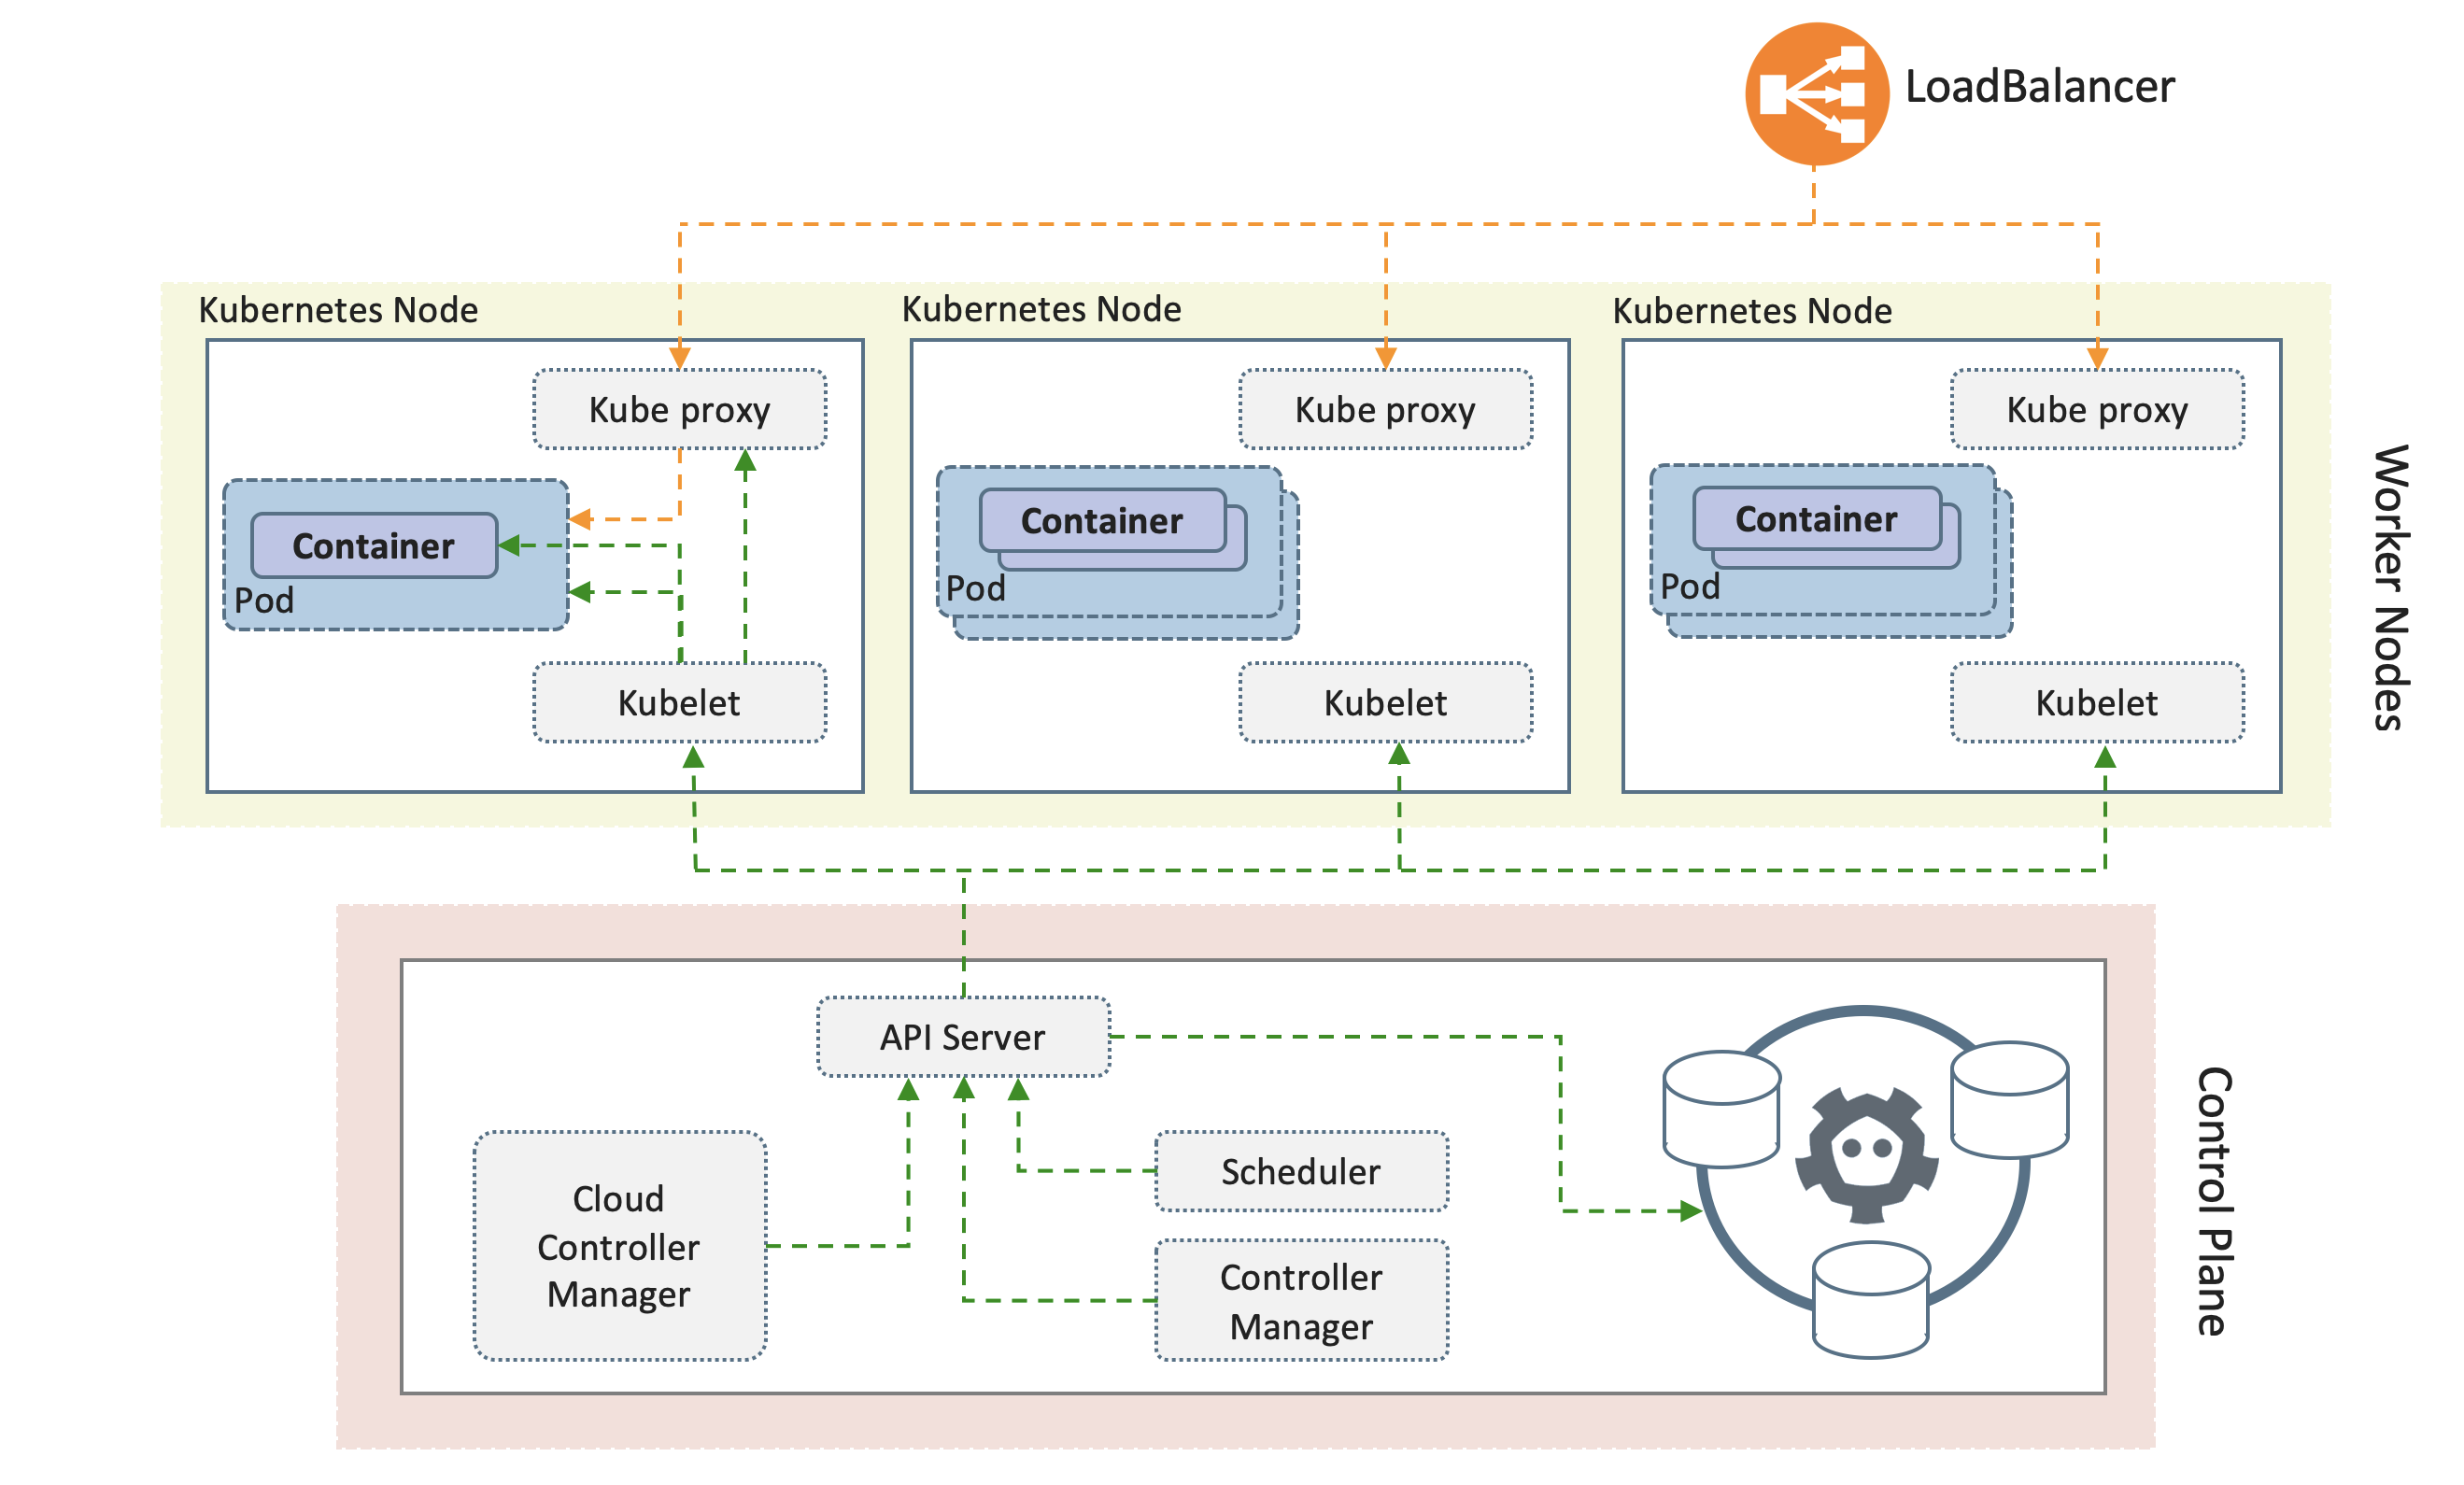 LoadBalancer
Kubernetes Node
Kubernetes Node
Kubernetes Node
Kube proxy
Kube proxy
Kube proxy
Container
Pod
Container
Pod
Container
Pod
Kubelet
Kubelet
Kubelet
Worker Nodes
API Server
Cloud
Controller
Manager
Scheduler
Controller
Manager
Control Plane